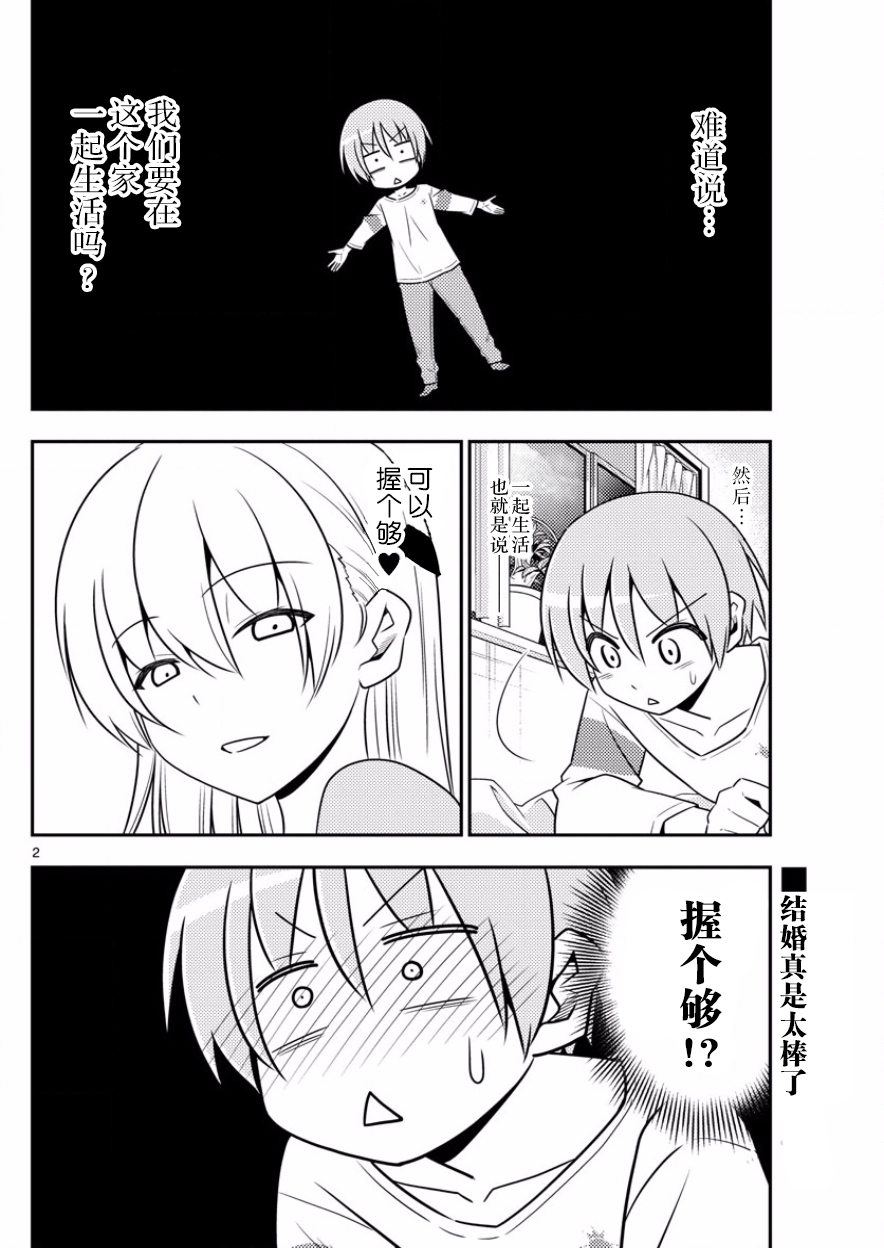 难道说…
我们要在
这个家
一起生活吗？
然后…
一起生活
也就是说——
可以
握个够♥
2
握个够!?
■结婚真是太棒了